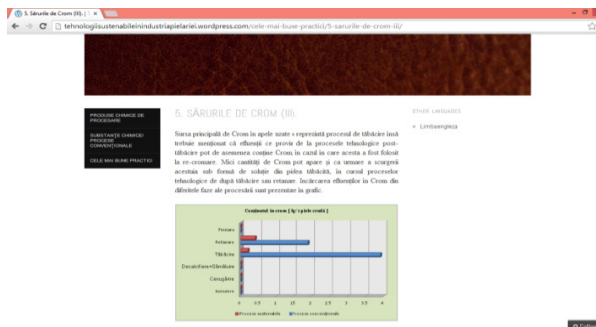 5. Sărurile de Crom (III). | T
tehnologiisustenabileinindustriapielariei.wordpress.com/cele-mai-bune-practici/5-sarurile-de-crom-iii/
PRODUSE CHIMICE DE
PROCESARE
SUBSTANȚE CHIMICE/
PROCESE
CONVENȚIONALE
CELE MAI BUNE PRACTICI
5. SĂRURILE DE CROM (III).
Sursa principală de Crom în apele uzate o reprezintă procesul de tăbăcire însă
trebuie menționat că efluenții ce provin de la procesele tehnologice post-
tăbăcire pot de asemenea conține Crom, în cazul în care acesta a fost folosit
la re-cromare. Mici cantități de Crom pot apare și ca urmare a scurgerii
acestuia sub formă de soluție din pielea tăbăcită, în cursul proceselor
tehnologice de după tăbăcire sau retanare. Încărcarea efluenților în Crom din
diferitele faze ale procesării sunt prezentate în grafic.
OTHER LANGUAGES
Limbaengleza
Conținutul în crom [ kg/t piele crudă ]
Finisare
Retanare
Tăbăcire
Decalcifiere+Sămăluire
Cenușărire
Înmuiere
0 0.5 1 1.5 2 2.5 3 3.5 4
Procese sustenabile Procese convenționale
Follow